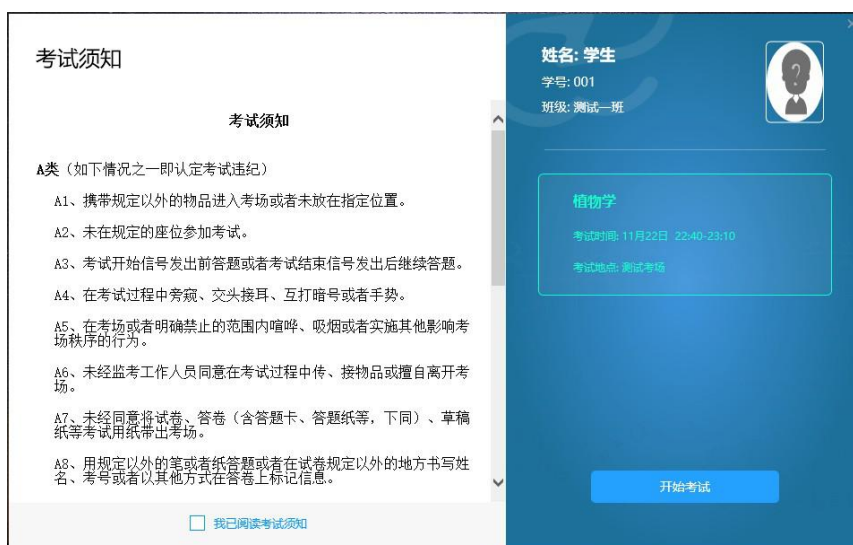 考试须知
考试须知
A类（如下情况之一即认定考试违纪）
A1、携带规定以外的物品进入考场或者未放在指定位置。
A2、未在规定的座位参加考试。
A3、考试开始信号发出前答题或者考试结束信号发出后继续答题。
A4、在考试过程中旁窥、交头接耳、互打暗号或者手势。
A5、在考场或者明确禁止的范围内喧哗、吸烟或者实施其他影响考
场秩序的行为。
A6、未经监考工作人员同意在考试过程中传、接物品或擅自离开考
场。
A7、未经同意将试卷、答卷（含答题卡、答题纸等，下同）、草稿
纸等考试用纸带出考场。
A8、用规定以外的笔或者纸答题或者在试卷规定以外的地方书写姓
名、考号或者以其他方式在答卷上标记信息。
我已阅读考试须知
姓名: 学生
学号: 001
班级: 测试一班
植物学
考试时间: 11月22日 22:40-23:10
考试地点: 测试考场
开始考试